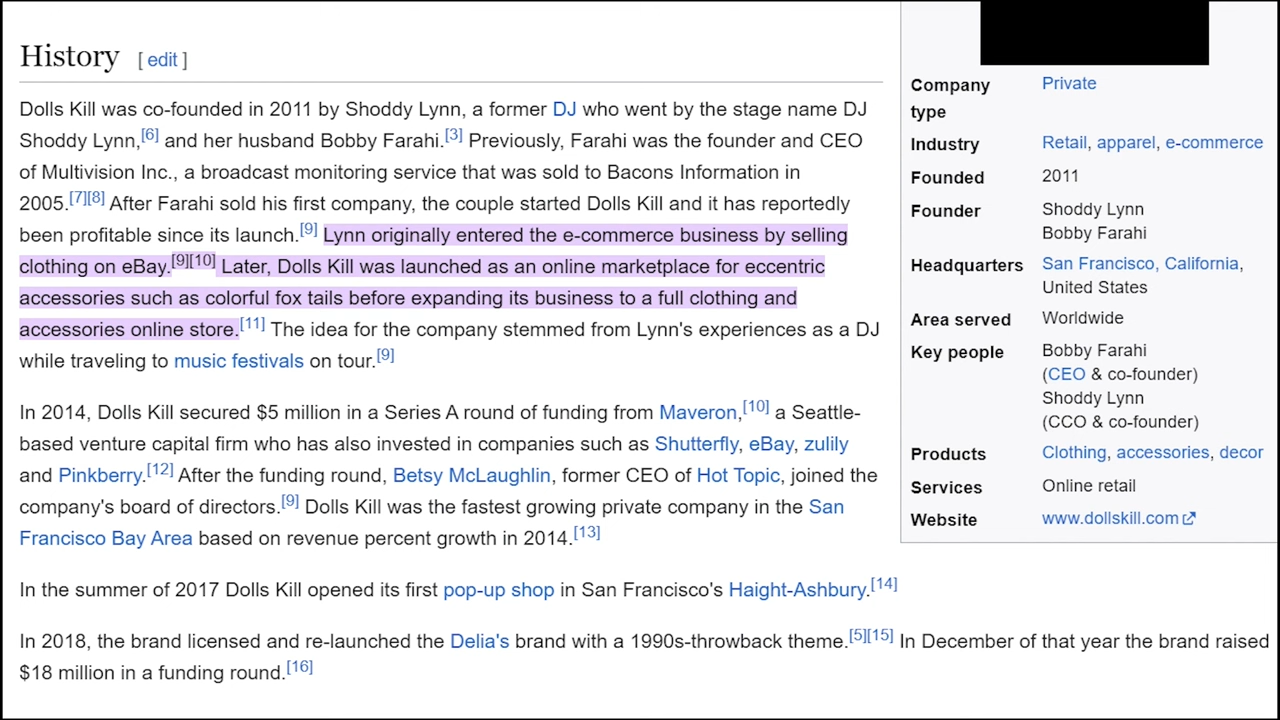 History [ edit ]
Dolls Kill was co-founded in 2011 by Shoddy Lynn, a former DJ who went by the stage name DJ
Shoddy Lynn,[6] and her husband Bobby Farahi.[3] Previously, Farahi was the founder and CEO
of Multivision Inc., a broadcast monitoring service that was sold to Bacons Information in
2005.[7][8] After Farahi sold his first company, the couple started Dolls Kill and it has reportedly
been profitable since its launch.[9] Lynn originally entered the e-commerce business by selling
clothing on eBay.[9][10] Later, Dolls Kill was launched as an online marketplace for eccentric
accessories such as colorful fox tails before expanding its business to a full clothing and
accessories online store.[11] The idea for the company stemmed from Lynn's experiences as a DJ
while traveling to music festivals on tour.[9]
In 2014, Dolls Kill secured $5 million in a Series A round of funding from Maveron,[10] a Seattle-
based venture capital firm who has also invested in companies such as Shutterfly, eBay, zulily
and Pinkberry.[12] After the funding round, Betsy McLaughlin, former CEO of Hot Topic, joined the
company's board of directors.[9] Dolls Kill was the fastest growing private company in the San
Francisco Bay Area based on revenue percent growth in 2014.[13]
In the summer of 2017 Dolls Kill opened its first pop-up shop in San Francisco's Haight-Ashbury.[14]
In 2018, the brand licensed and re-launched the Delia's brand with a 1990s-throwback theme.[5][15] In December of that year the brand raised
$18 million in a funding round.[16]
Company Private
type
Industry Retail, apparel, e-commerce
Founded 2011
Founder Shoddy Lynn
Bobby Farahi
Headquarters San Francisco, California,
United States
Area served Worldwide
Key people Bobby Farahi
(CEO & co-founder)
Shoddy Lynn
(CCO & co-founder)
Products Clothing, accessories, decor
Services Online retail
Website www.dollskill.com